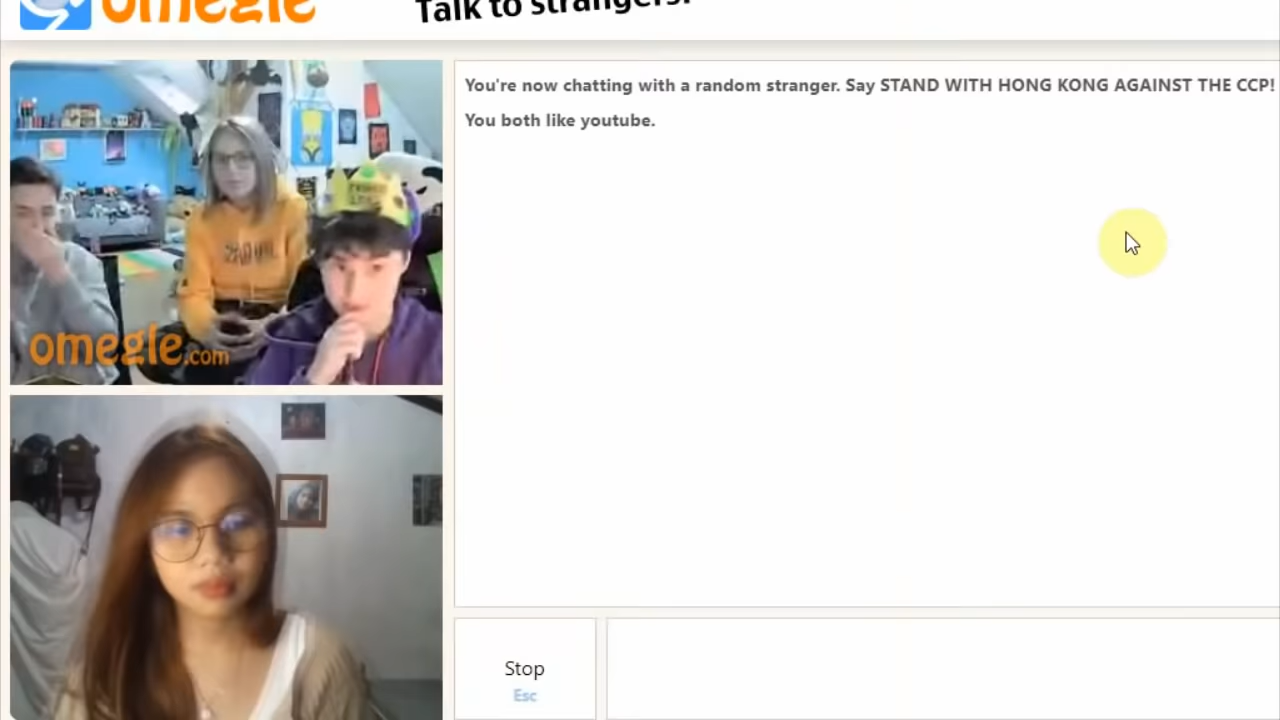 omegle
Talk to strangers!
You're now chatting with a random stranger. Say STAND WITH HONG KONG AGAINST THE CCP!
You both like youtube.
omegle.com
Stop
Esc